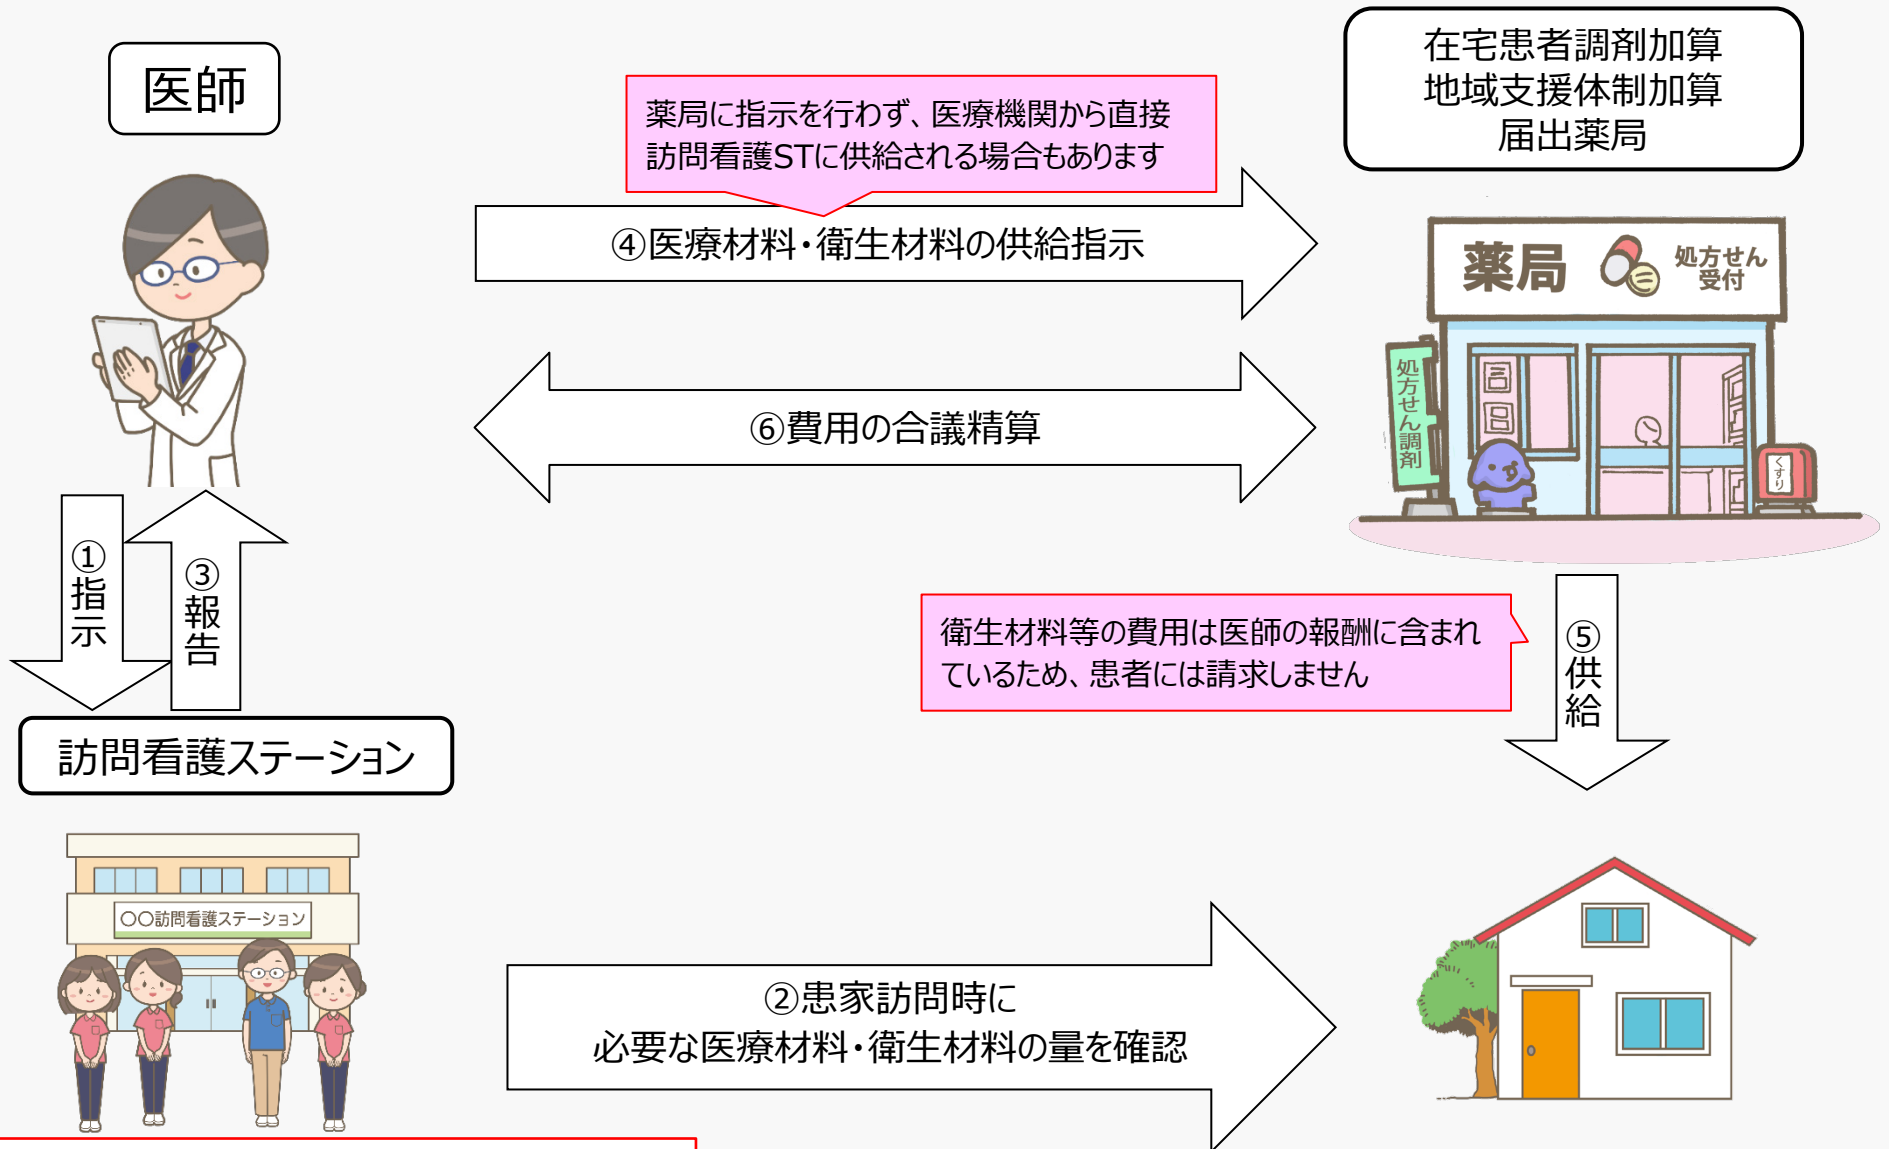 医師
在宅患者調剤加算
地域支援体制加算
届出薬局
薬局に指示を行わず、医療機関から直接
訪問看護STに供給される場合もあります
④医療材料・衛生材料の供給指示
薬局
処方せん
受付
処方せん調剤
くすり
⑥費用の合議精算
①指示
③報告
衛生材料等の費用は医師の報酬に含まれ
ているため、患者には請求しません
⑤供給
訪問看護ステーション
〇〇訪問看護ステーション
②患家訪問時に
必要な医療材料・衛生材料の量を確認